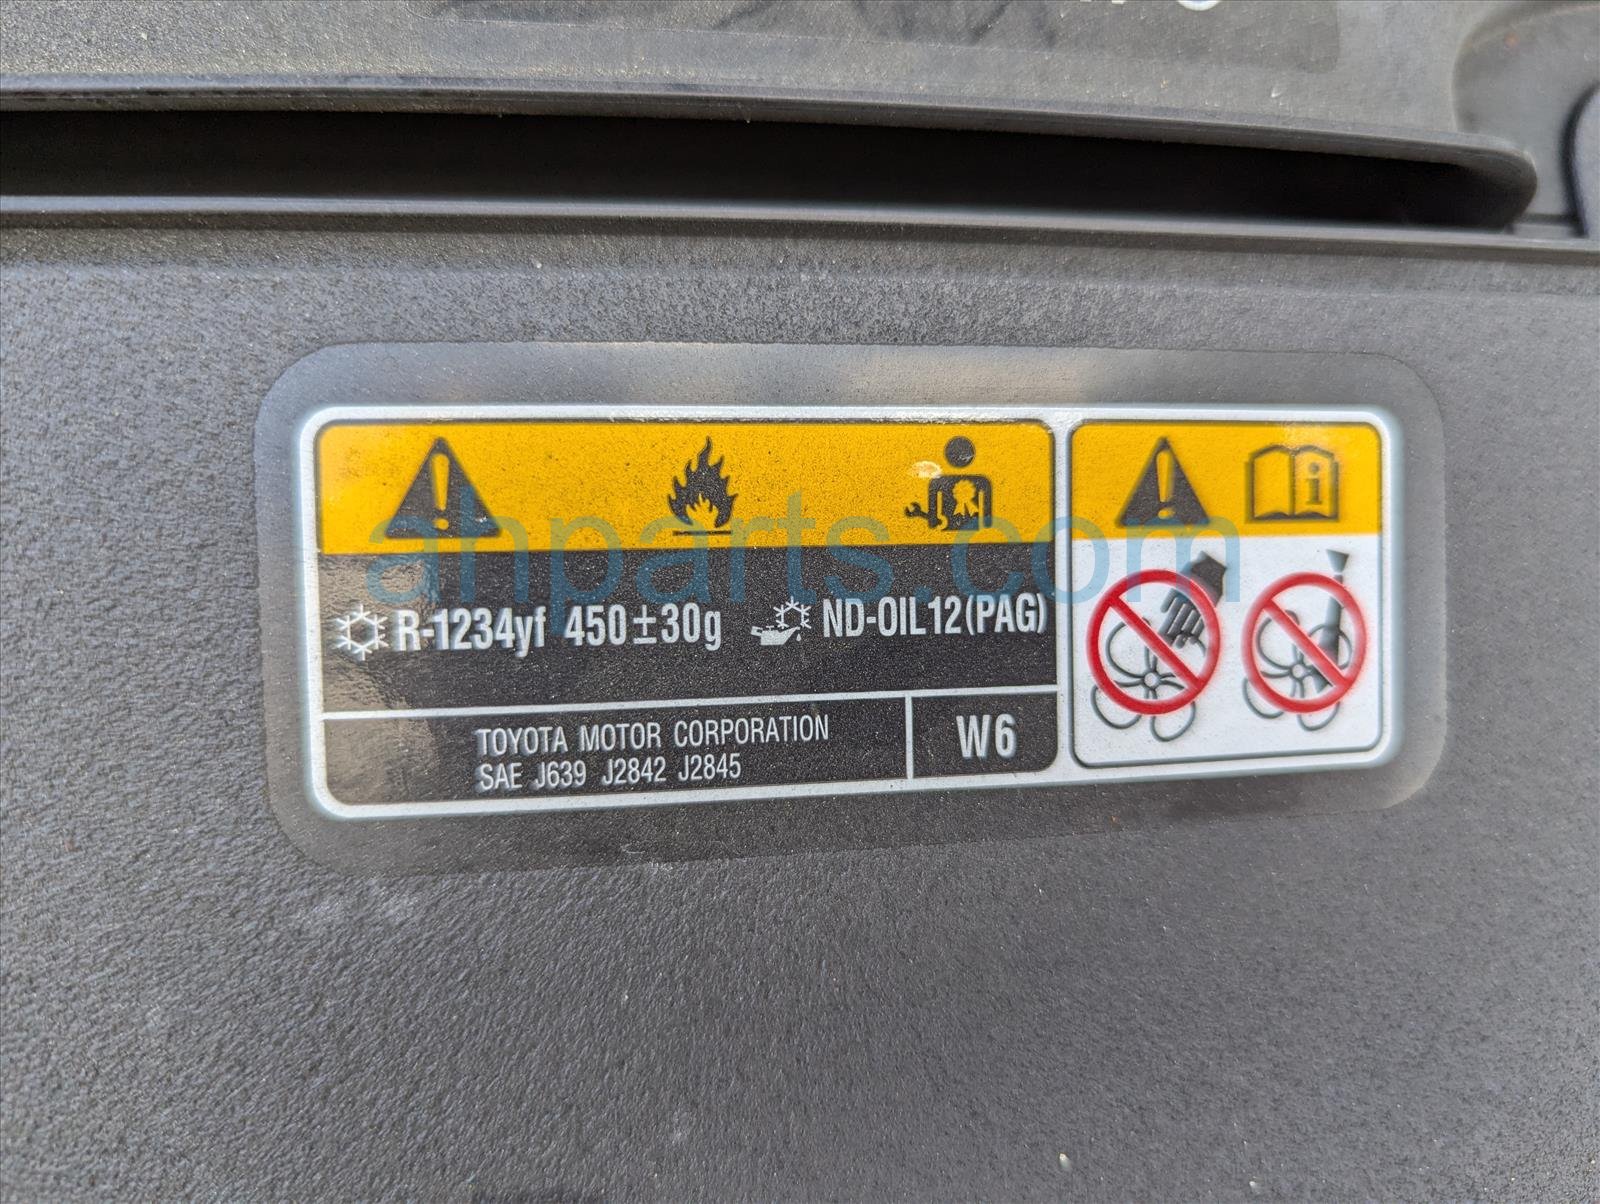 R-1234yf 450±30g ND-OIL12(PAG)
TOYOTA MOTOR CORPORATION
SAE J639 J2842 J2845
W6
ahparts.com